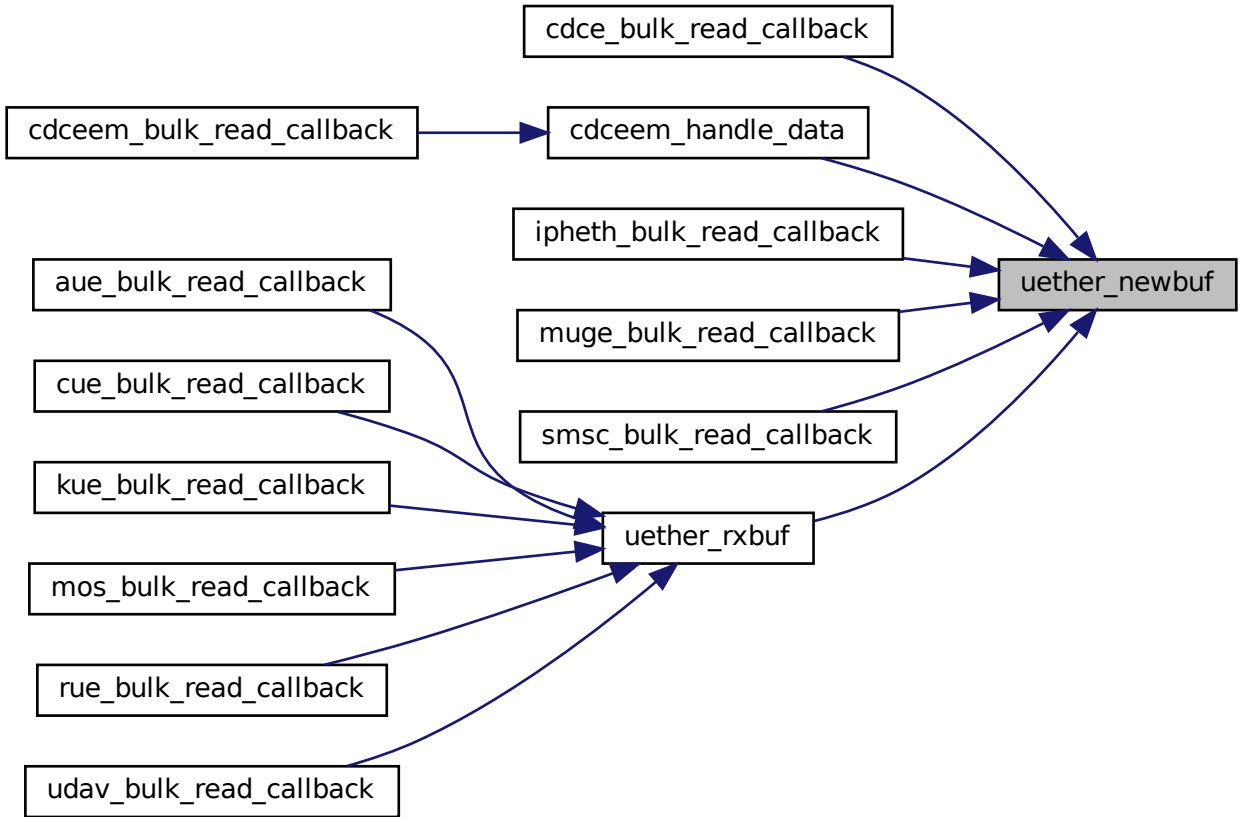 cdce_bulk_read_callback
cdceem_bulk_read_callback
cdceem_handle_data
ipheth_bulk_read_callback
aue_bulk_read_callback
uether_newbuf
muge_bulk_read_callback
cue_bulk_read_callback
smsc_bulk_read_callback
kue_bulk_read_callback
uether_rxbuf
mos_bulk_read_callback
rue_bulk_read_callback
udav_bulk_read_callback